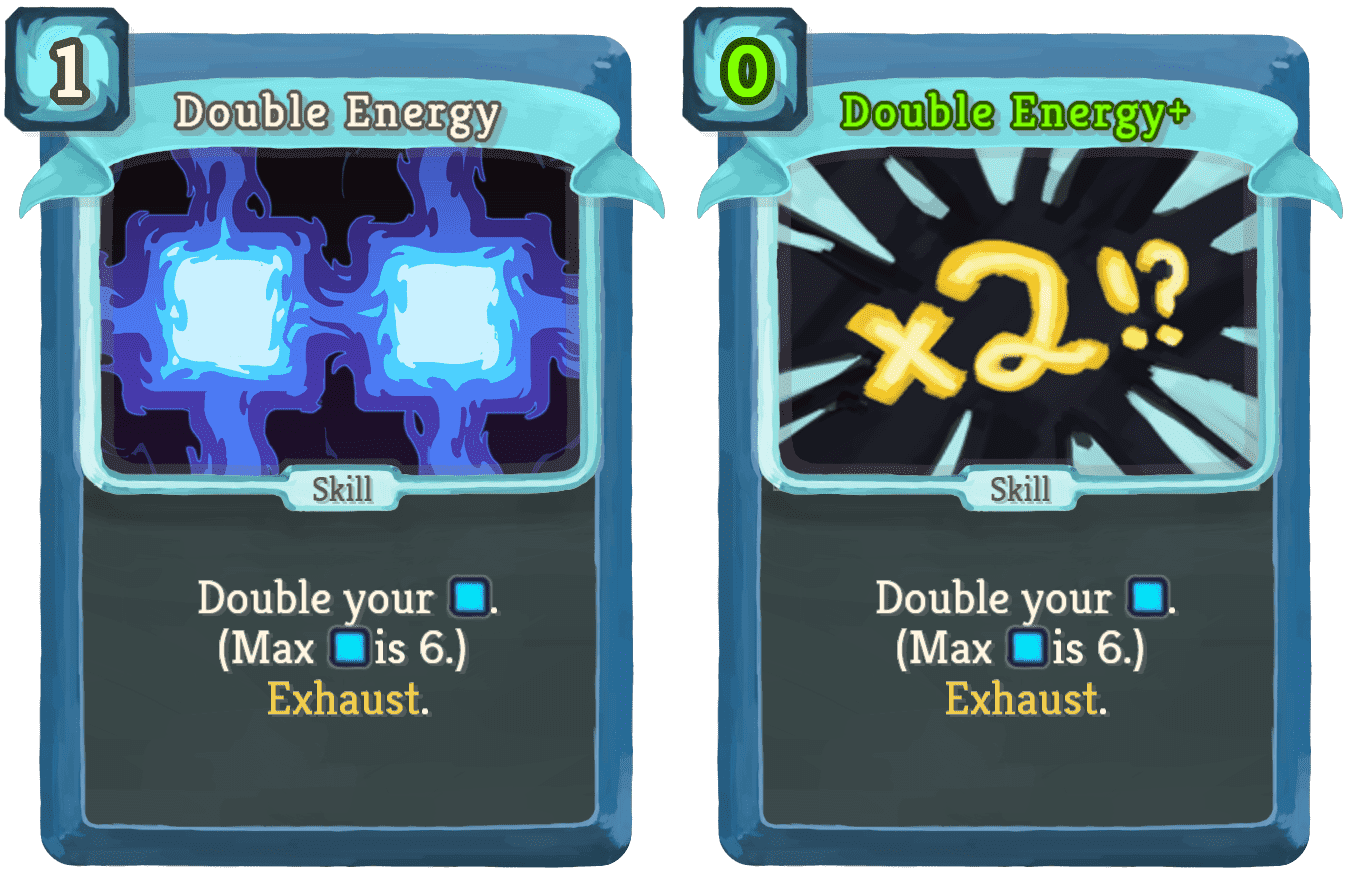 1
Double Energy
Skill
Double your .
(Max is 6.)
Exhaust.
0
Double Energy+
x2!?
Skill
Double your .
(Max is 6.)
Exhaust.